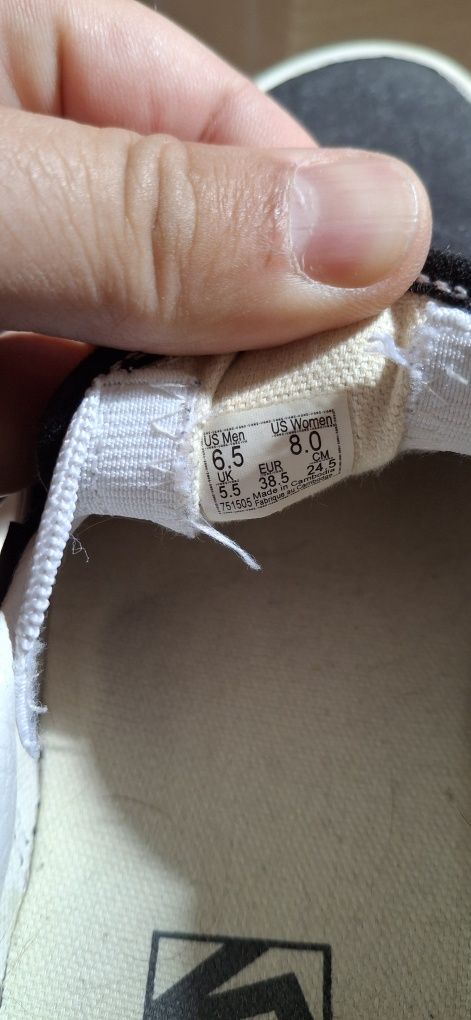 US Men US Women
6.5 8.0
UK EUR CM
5.5 38.5 24.5
751505 Made in Cambodia
Fabriqué au Cambodge